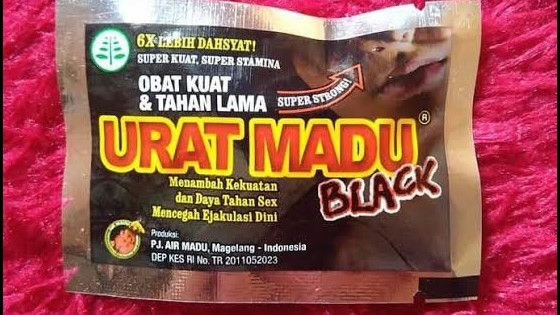 6X LEBIH DAHSYAT!
SUPER KUAT, SUPER STAMINA
OBAT KUAT
& TAHAN LAMA
SUPER STRONG!
URAT MADU®
BLACK
Menambah Kekuatan
dan Daya Tahan Sex
Mencegah Ejakulasi Dini
Produksi:
PJ. AIR MADU, Magelang - Indonesia
DEP KES RI No. TR 2011052023